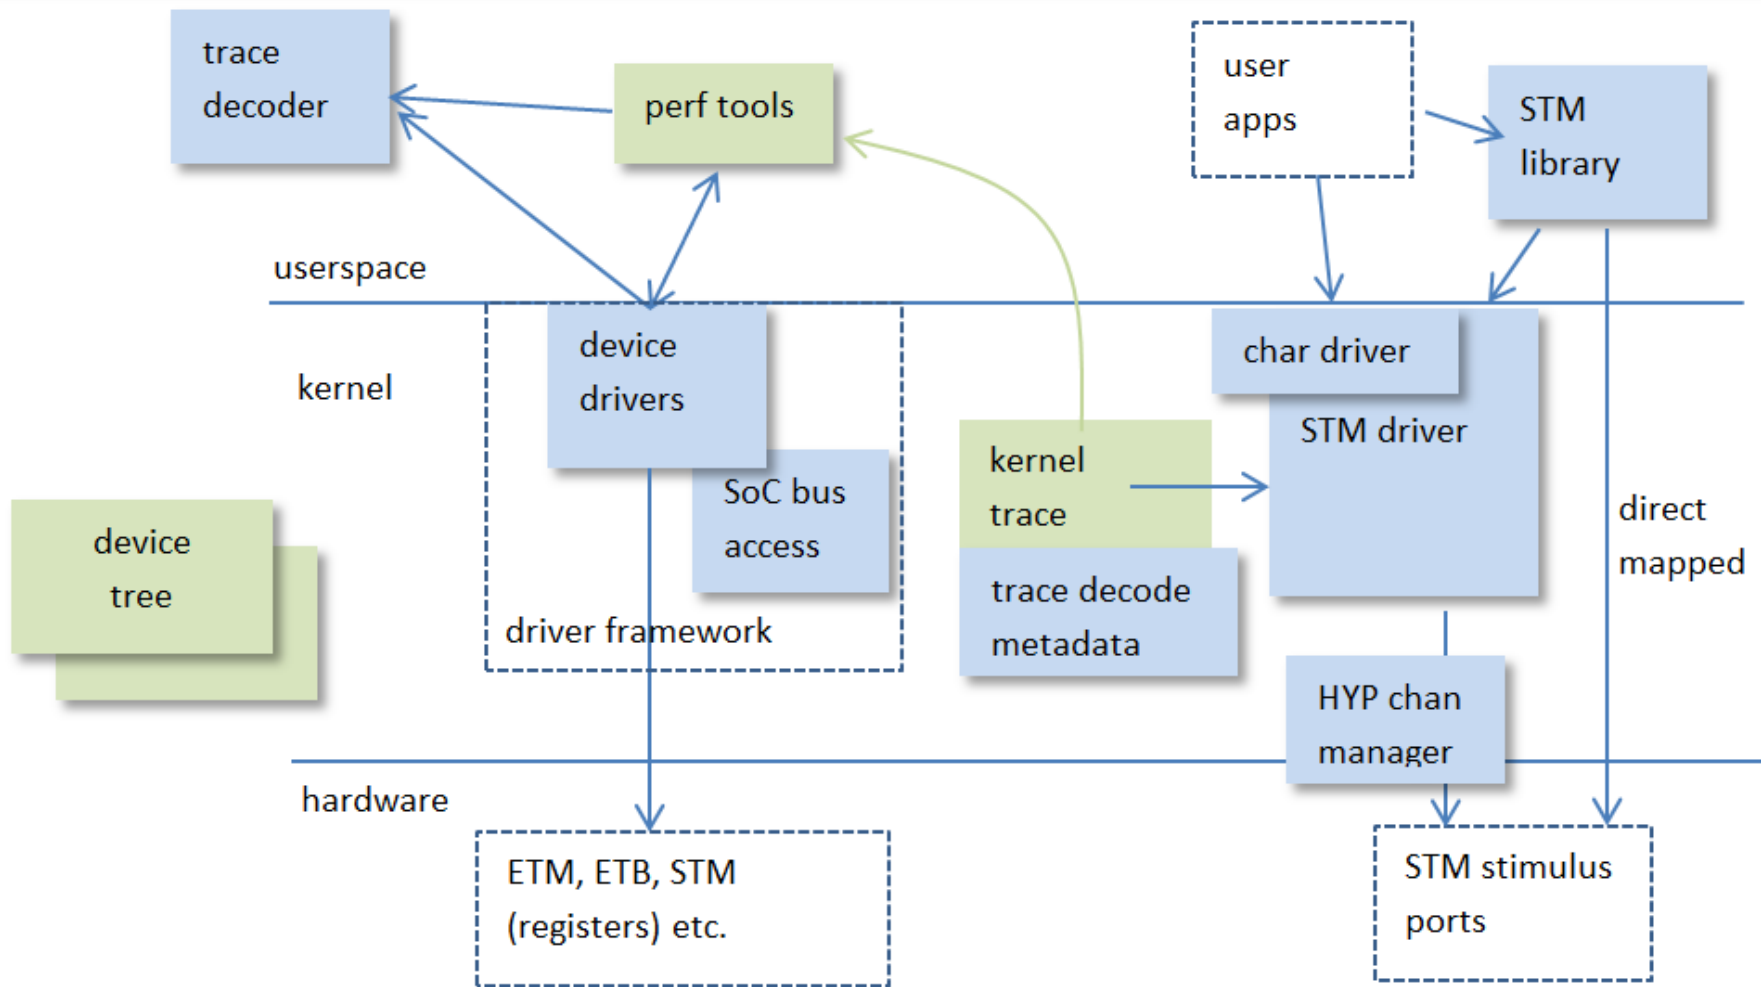 trace
decoder
perf tools
user
apps
STM
library
userspace
kernel
device
drivers
SoC bus
access
driver framework
char driver
STM driver
kernel
trace
trace decode
metadata
direct
mapped
device
tree
HYP chan
manager
hardware
ETM, ETB, STM
(registers) etc.
STM stimulus
ports